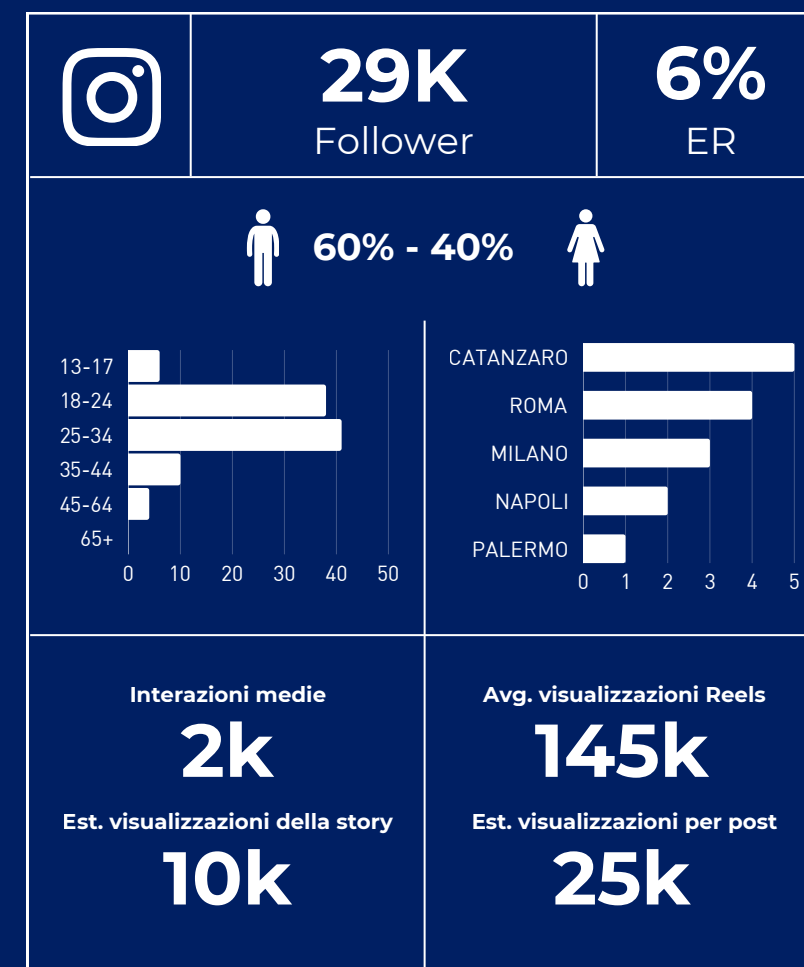 29K
Follower
6%
ER
60% - 40%
13-17
18-24
25-34
35-44
45-64
65+
0 10 20 30 40 50
CATANZARO
ROMA
MILANO
NAPOLI
PALERMO
0 1 2 3 4 5
Interazioni medie
2k
Est. visualizzazioni della story
10k
Avg. visualizzazioni Reels
145k
Est. visualizzazioni per post
25k